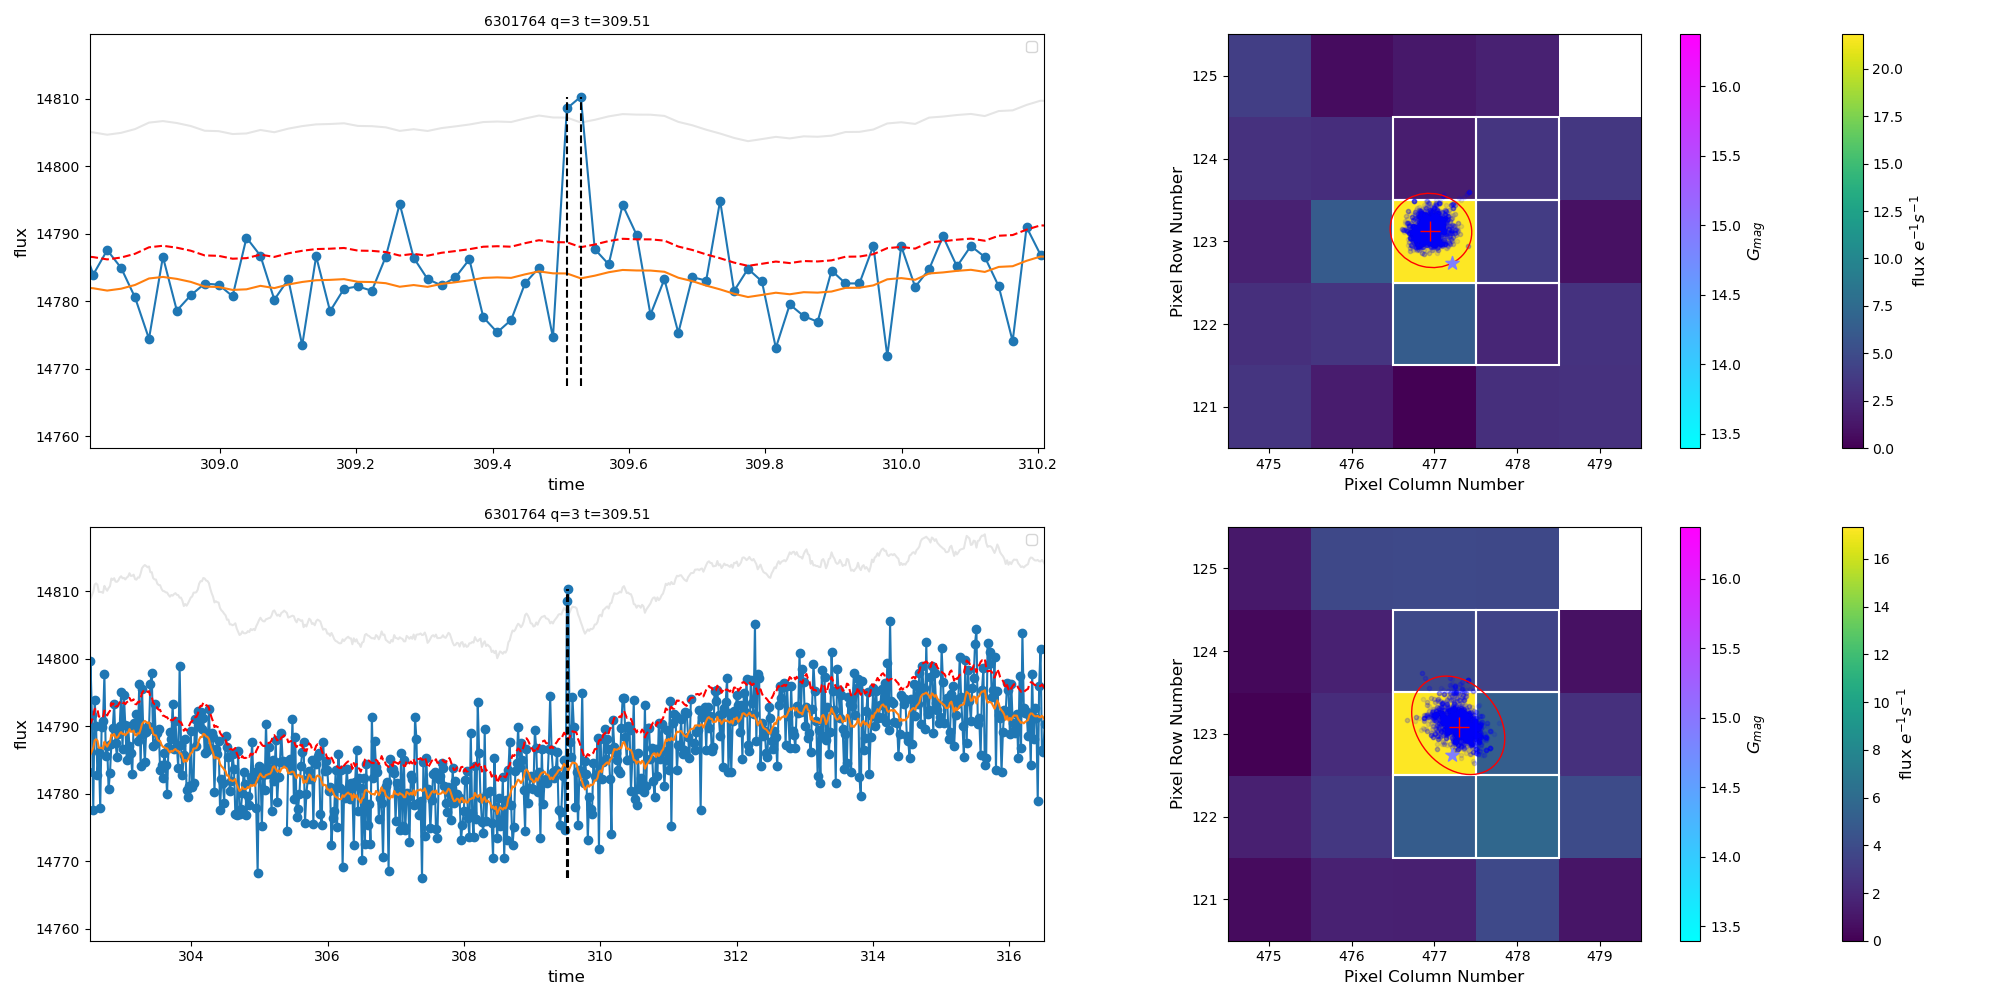 6301764 q=3 t=309.51
flux
14810
14800
14790
14780
14770
14760
309.0 309.2 309.4 309.6 309.8 310.0 310.2
time
Pixel Row Number
125
124
123
122
121
475 476 477 478 479
Pixel Column Number
16.0
15.5
15.0
14.5
14.0
13.5
G_mag
20.0
17.5
15.0
12.5
10.0
7.5
5.0
2.5
0.0
flux e⁻¹s⁻¹
6301764 q=3 t=309.51
flux
14810
14800
14790
14780
14770
14760
304 306 308 310 312 314 316
time
Pixel Row Number
125
124
123
122
121
475 476 477 478 479
Pixel Column Number
16.0
15.5
15.0
14.5
14.0
13.5
G_mag
16
14
12
10
8
6
4
2
0
flux e⁻¹s⁻¹